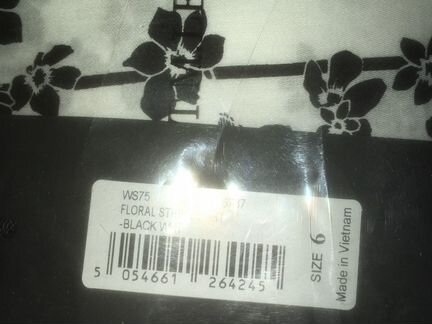 WS75
FLORAL
-BLACK
5 054661 264245
SIZE 6
Made in Vietnam